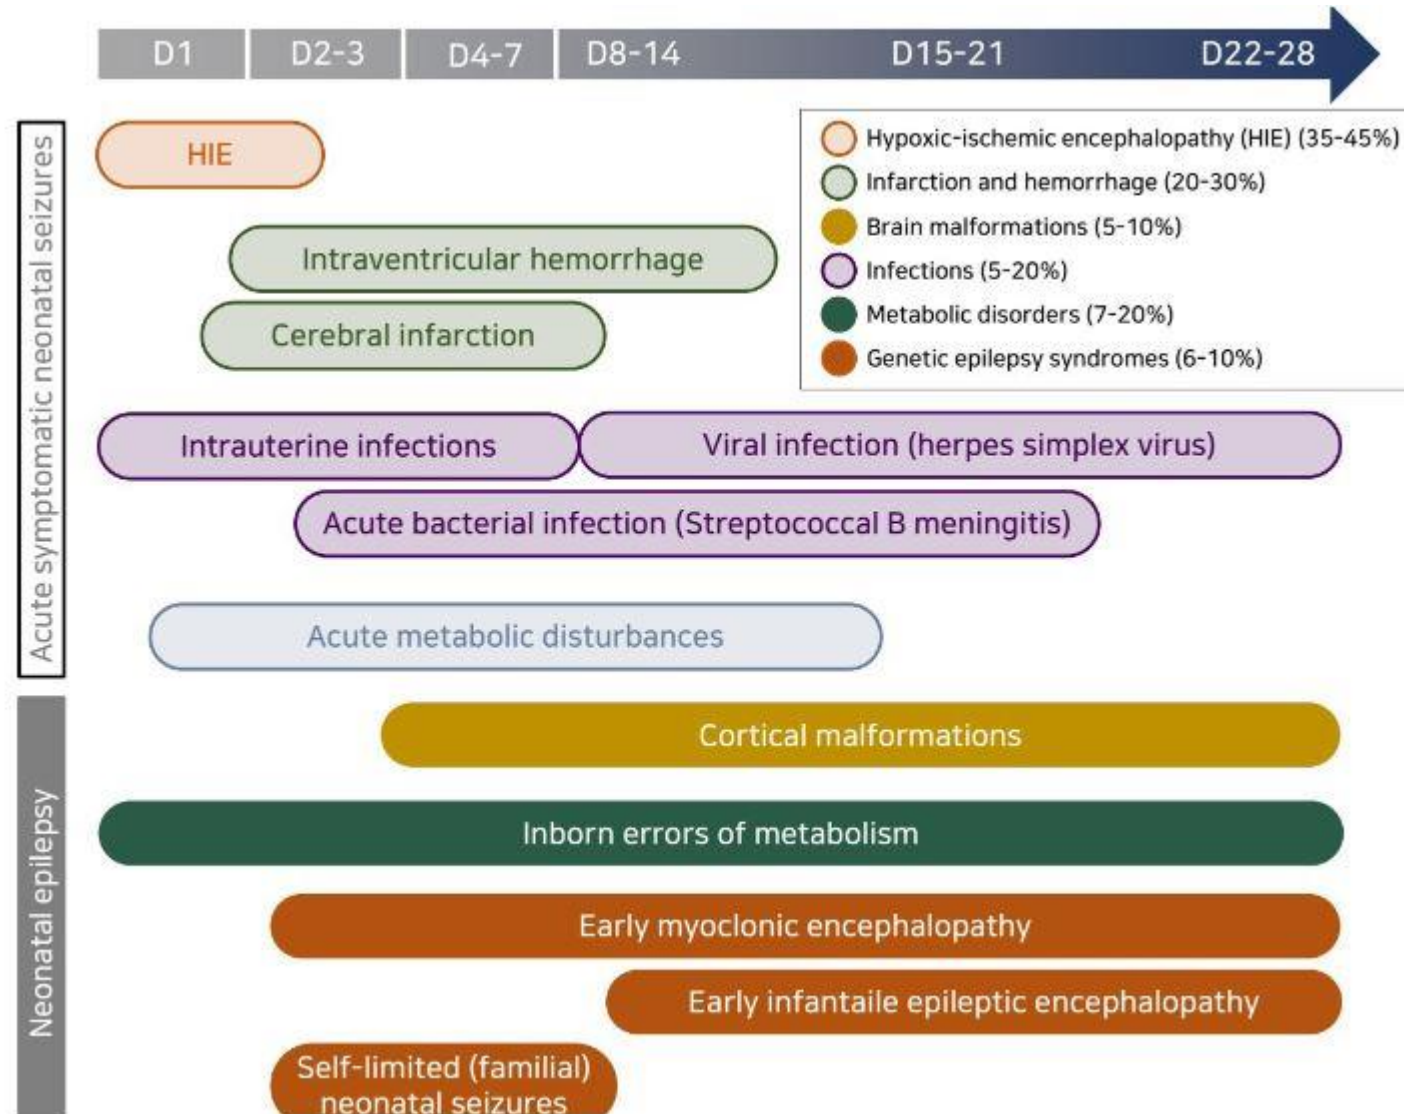 D1 D2-3 D4-7 D8-14 D15-21 D22-28
Acute symptomatic neonatal seizures
HIE
Hypoxic-ischemic encephalopathy (HIE) (35-45%)
Infarction and hemorrhage (20-30%)
Brain malformations (5-10%)
Infections (5-20%)
Metabolic disorders (7-20%)
Genetic epilepsy syndromes (6-10%)
Intraventricular hemorrhage
Cerebral infarction
Intrauterine infections
Viral infection (herpes simplex virus)
Acute bacterial infection (Streptococcal B meningitis)
Acute metabolic disturbances
Neonatal epilepsy
Cortical malformations
Inborn errors of metabolism
Early myoclonic encephalopathy
Early infantaile epileptic encephalopathy
Self-limited (familial)
neonatal seizures